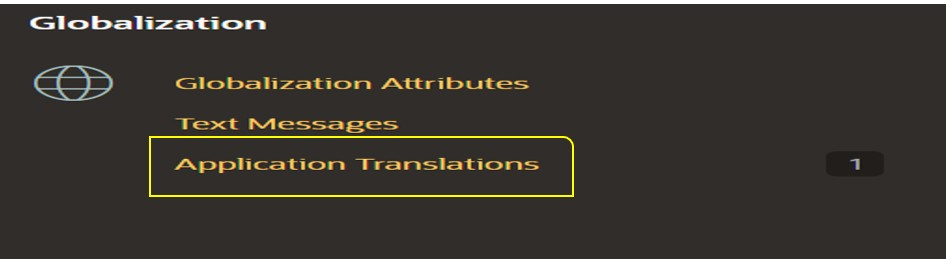 Globalization
Globalization Attributes
Text Messages
Application Translations 1